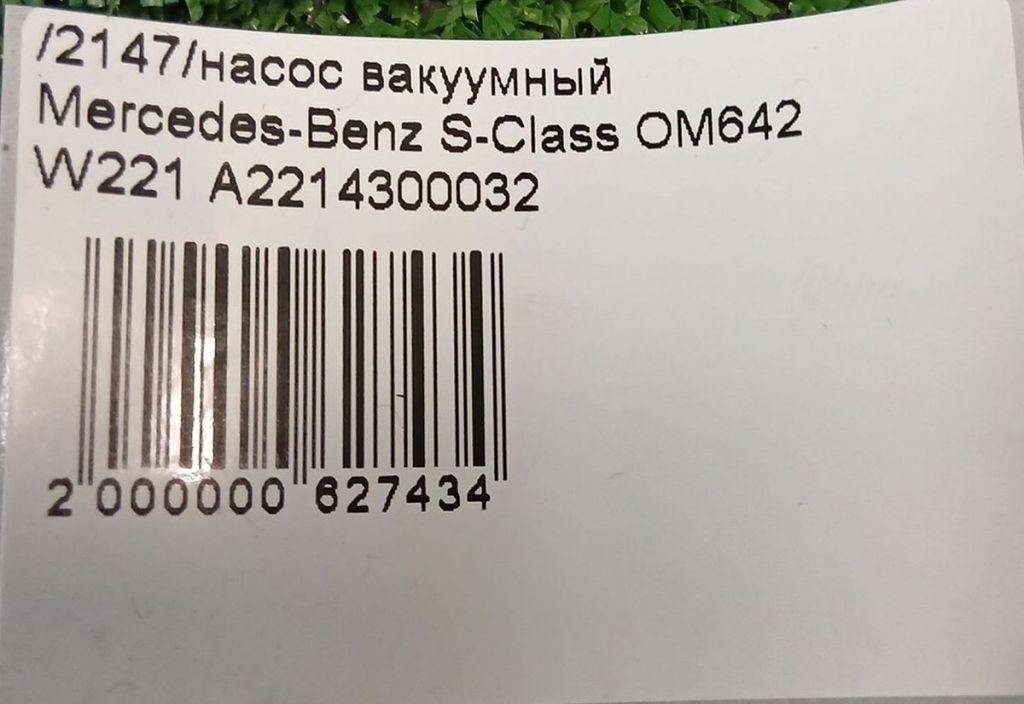 /2147/насос вакуумный
Mercedes-Benz S-Class OM642
W221 A2214300032
2 000000 627434